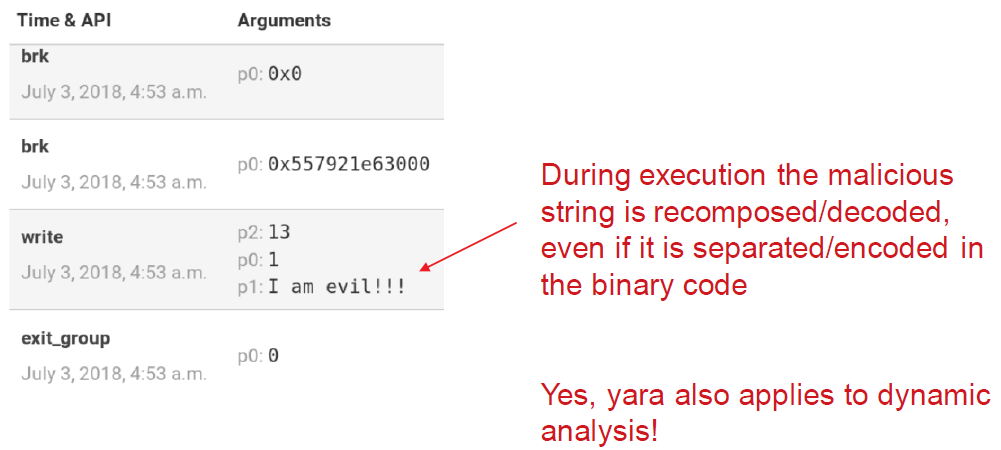 Time & API Arguments
brk
p0: 0x0
July 3, 2018, 4:53 a.m.
brk
p0: 0x557921e63000
July 3, 2018, 4:53 a.m.
write
p2: 13
p0: 1
July 3, 2018, 4:53 a.m.
p1: I am evil!!!
exit_group
p0: 0
July 3, 2018, 4:53 a.m.
During execution the malicious
string is recomposed/decoded,
even if it is separated/encoded in
the binary code
Yes, yara also applies to dynamic
analysis!